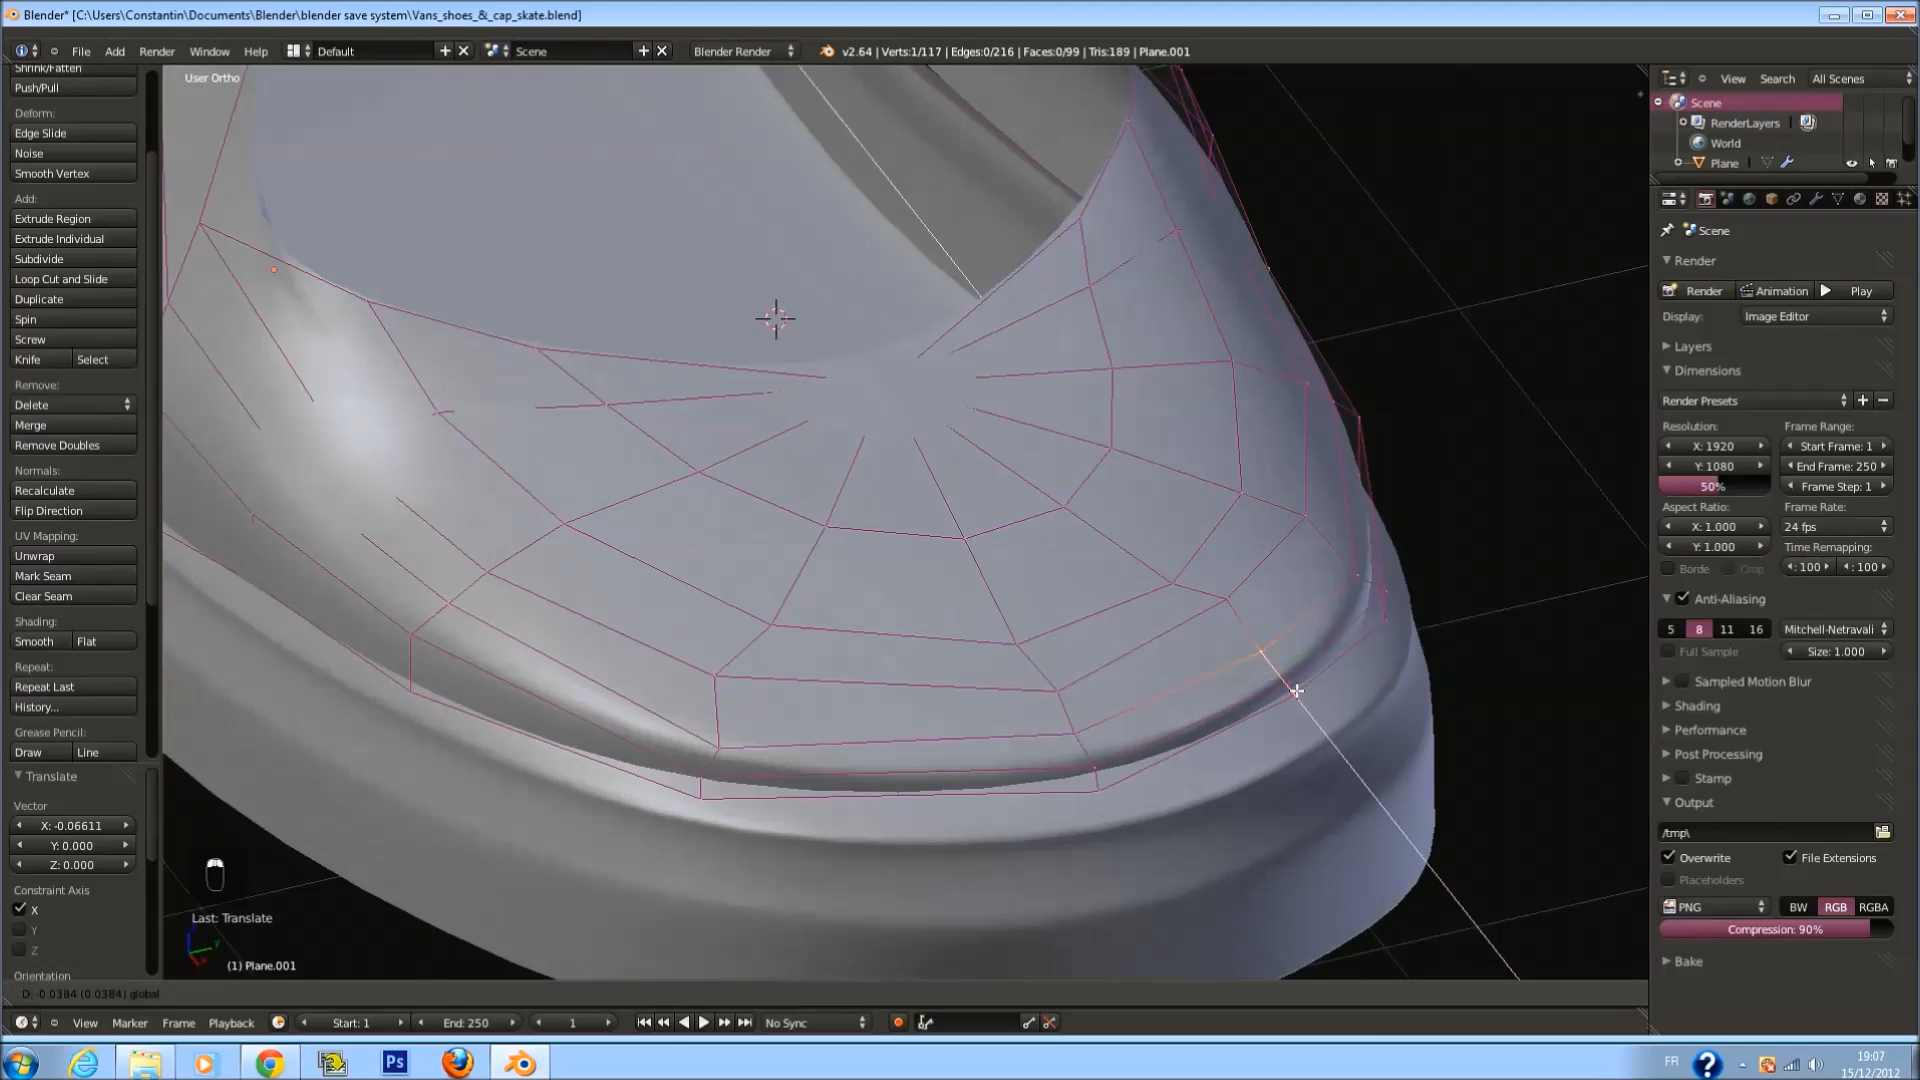 Blender* [C:\Users\Constantin\Documents\Blender\blender save system\Vans_shoes_&_cap_skate.blend]
File Add Render Window Help Default Scene Blender Render v2.64 | Verts:1/117 | Edges:0/216 | Faces:0/99 | Tris:189 | Plane.001
Shrink/Fatten
Push/Pull
Deform:
Edge Slide
Noise
Smooth Vertex
Add:
Extrude Region
Extrude Individual
Subdivide
Loop Cut and Slide
Duplicate
Spin
Screw
Knife Select
Remove:
Delete
Merge
Remove Doubles
Normals:
Recalculate
Flip Direction
UV Mapping:
Unwrap
Mark Seam
Clear Seam
Shading:
Smooth Flat
Repeat:
Repeat Last
History...
Grease Pencil:
Draw Line
Translate
Vector
X: -0.06611
Y: 0.000
Z: 0.000
Constraint Axis
X
Y
Z
Orientation
User Ortho
Last: Translate
(1) Plane.001
D: -0.0384 (0.0384) global
View Search All Scenes
Scene
RenderLayers
World
Plane
Scene
Render
Render Animation Play
Display: Image Editor
Layers
Dimensions
Render Presets
Resolution: Frame Range:
X: 1920 Start Frame: 1
Y: 1080 End Frame: 250
50% Frame Step: 1
Aspect Ratio: Frame Rate:
X: 1.000 24 fps
Y: 1.000 Time Remapping:
Borde Crop : 100 : 100
Anti-Aliasing
5 8 11 16 Mitchell-Netravali
Full Sample Size: 1.000
Sampled Motion Blur
Shading
Performance
Post Processing
Stamp
Output
/tmp\
Overwrite File Extensions
Placeholders
PNG BW RGB RGBA
Compression: 90%
Bake
View Marker Frame Playback Start: 1 End: 250 1 No Sync
Ps FR 19:07
15/12/2012